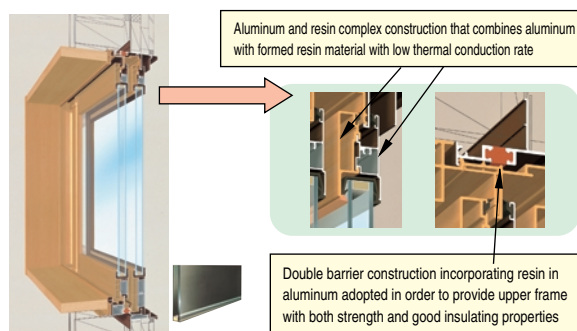 Aluminum and resin complex construction that combines aluminum
with formed resin material with low thermal conduction rate
Double barrier construction incorporating resin in
aluminum adopted in order to provide upper frame
with both strength and good insulating properties